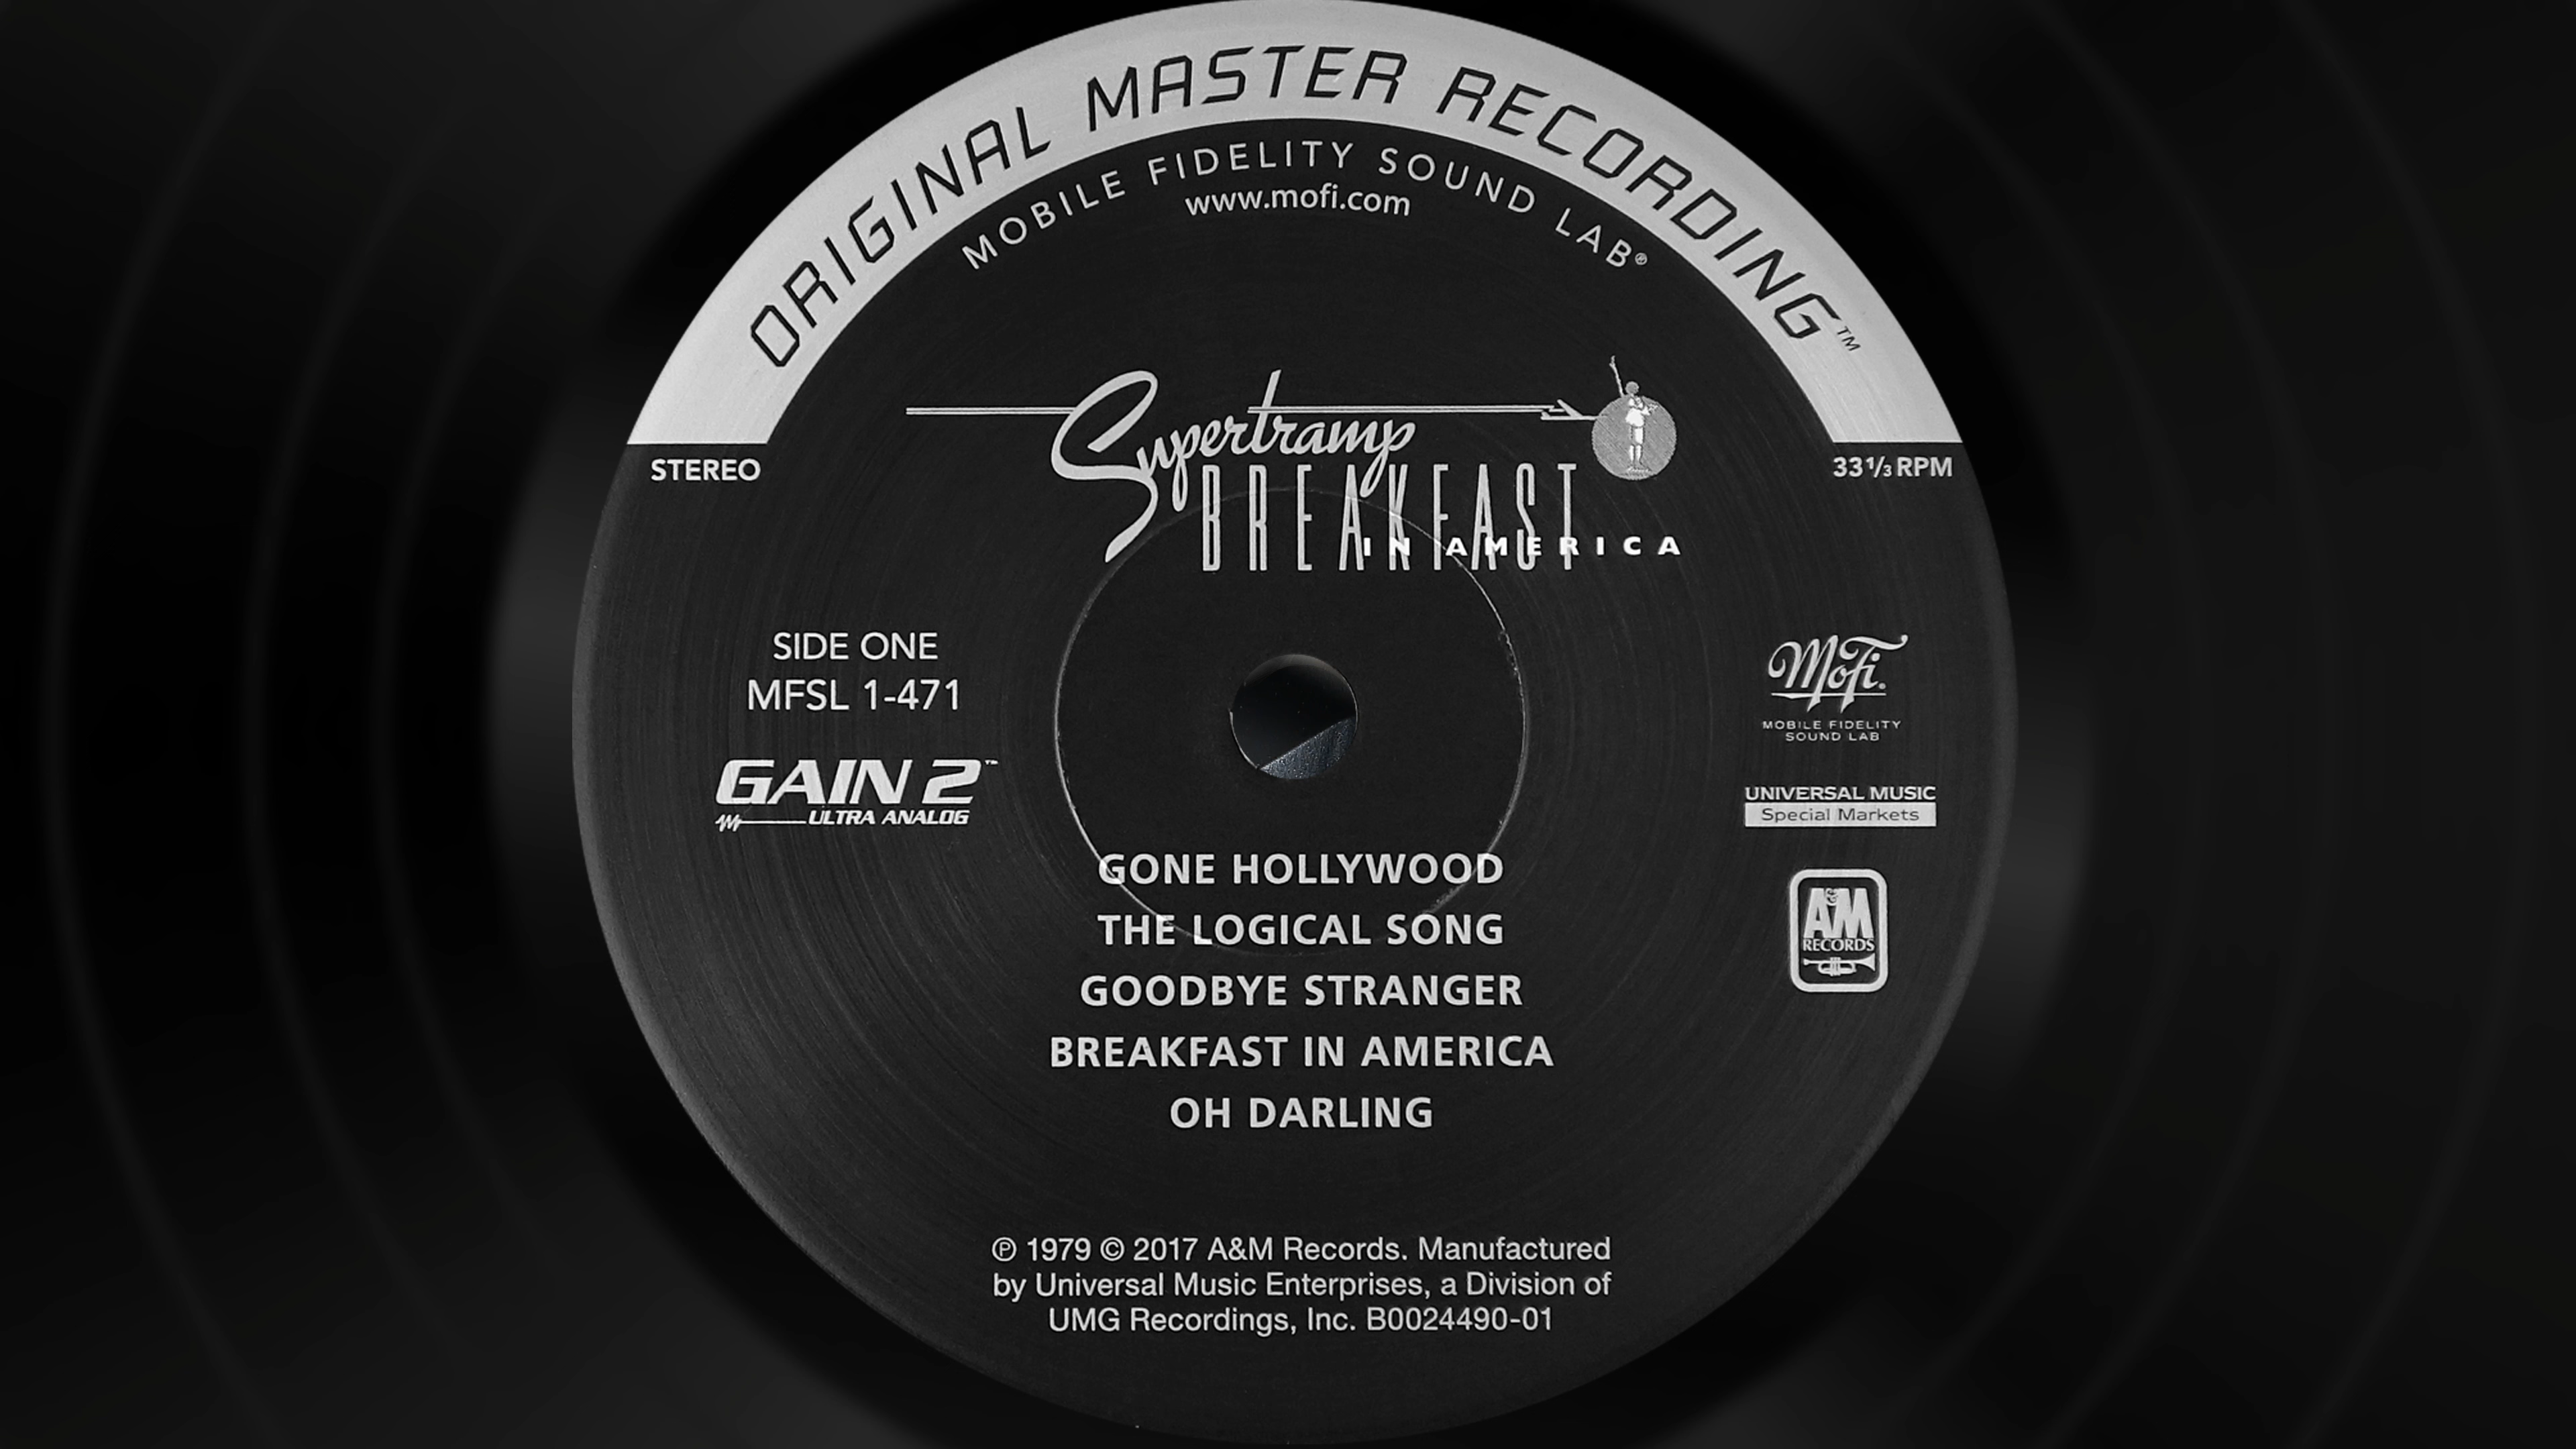 ORIGINAL MASTER RECORDING™
MOBILE FIDELITY SOUND LAB®
www.mofi.com
Supertramp
BREAKFAST
IN AMERICA
STEREO
33⅓ RPM
SIDE ONE
MFSL 1-471
GAIN 2™
ULTRA ANALOG
MoFi®
MOBILE FIDELITY
SOUND LAB
UNIVERSAL MUSIC
Special Markets
A&M
RECORDS
GONE HOLLYWOOD
THE LOGICAL SONG
GOODBYE STRANGER
BREAKFAST IN AMERICA
OH DARLING
℗ 1979 © 2017 A&M Records. Manufactured
by Universal Music Enterprises, a Division of
UMG Recordings, Inc. B0024490-01